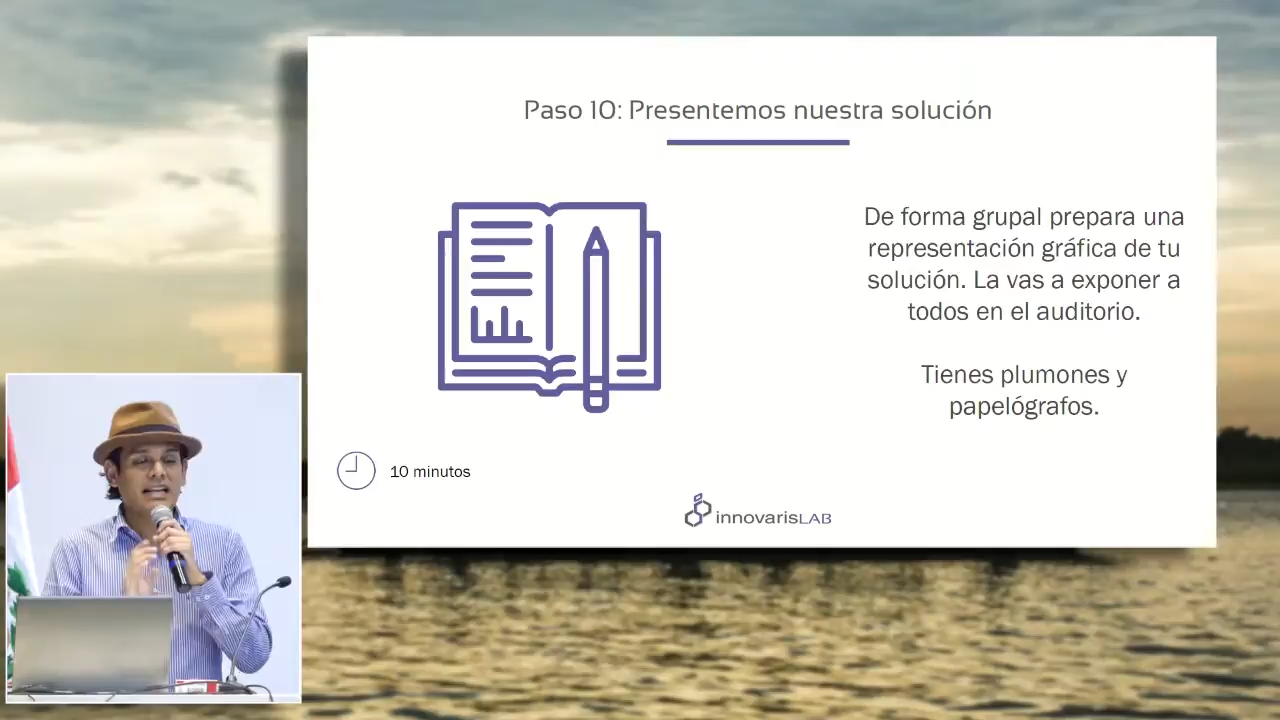 Paso 10: Presentemos nuestra solución
De forma grupal prepara una
representación gráfica de tu
solución. La vas a exponer a
todos en el auditorio.
Tienes plumones y
papelógrafos.
10 minutos
innovarisLAB